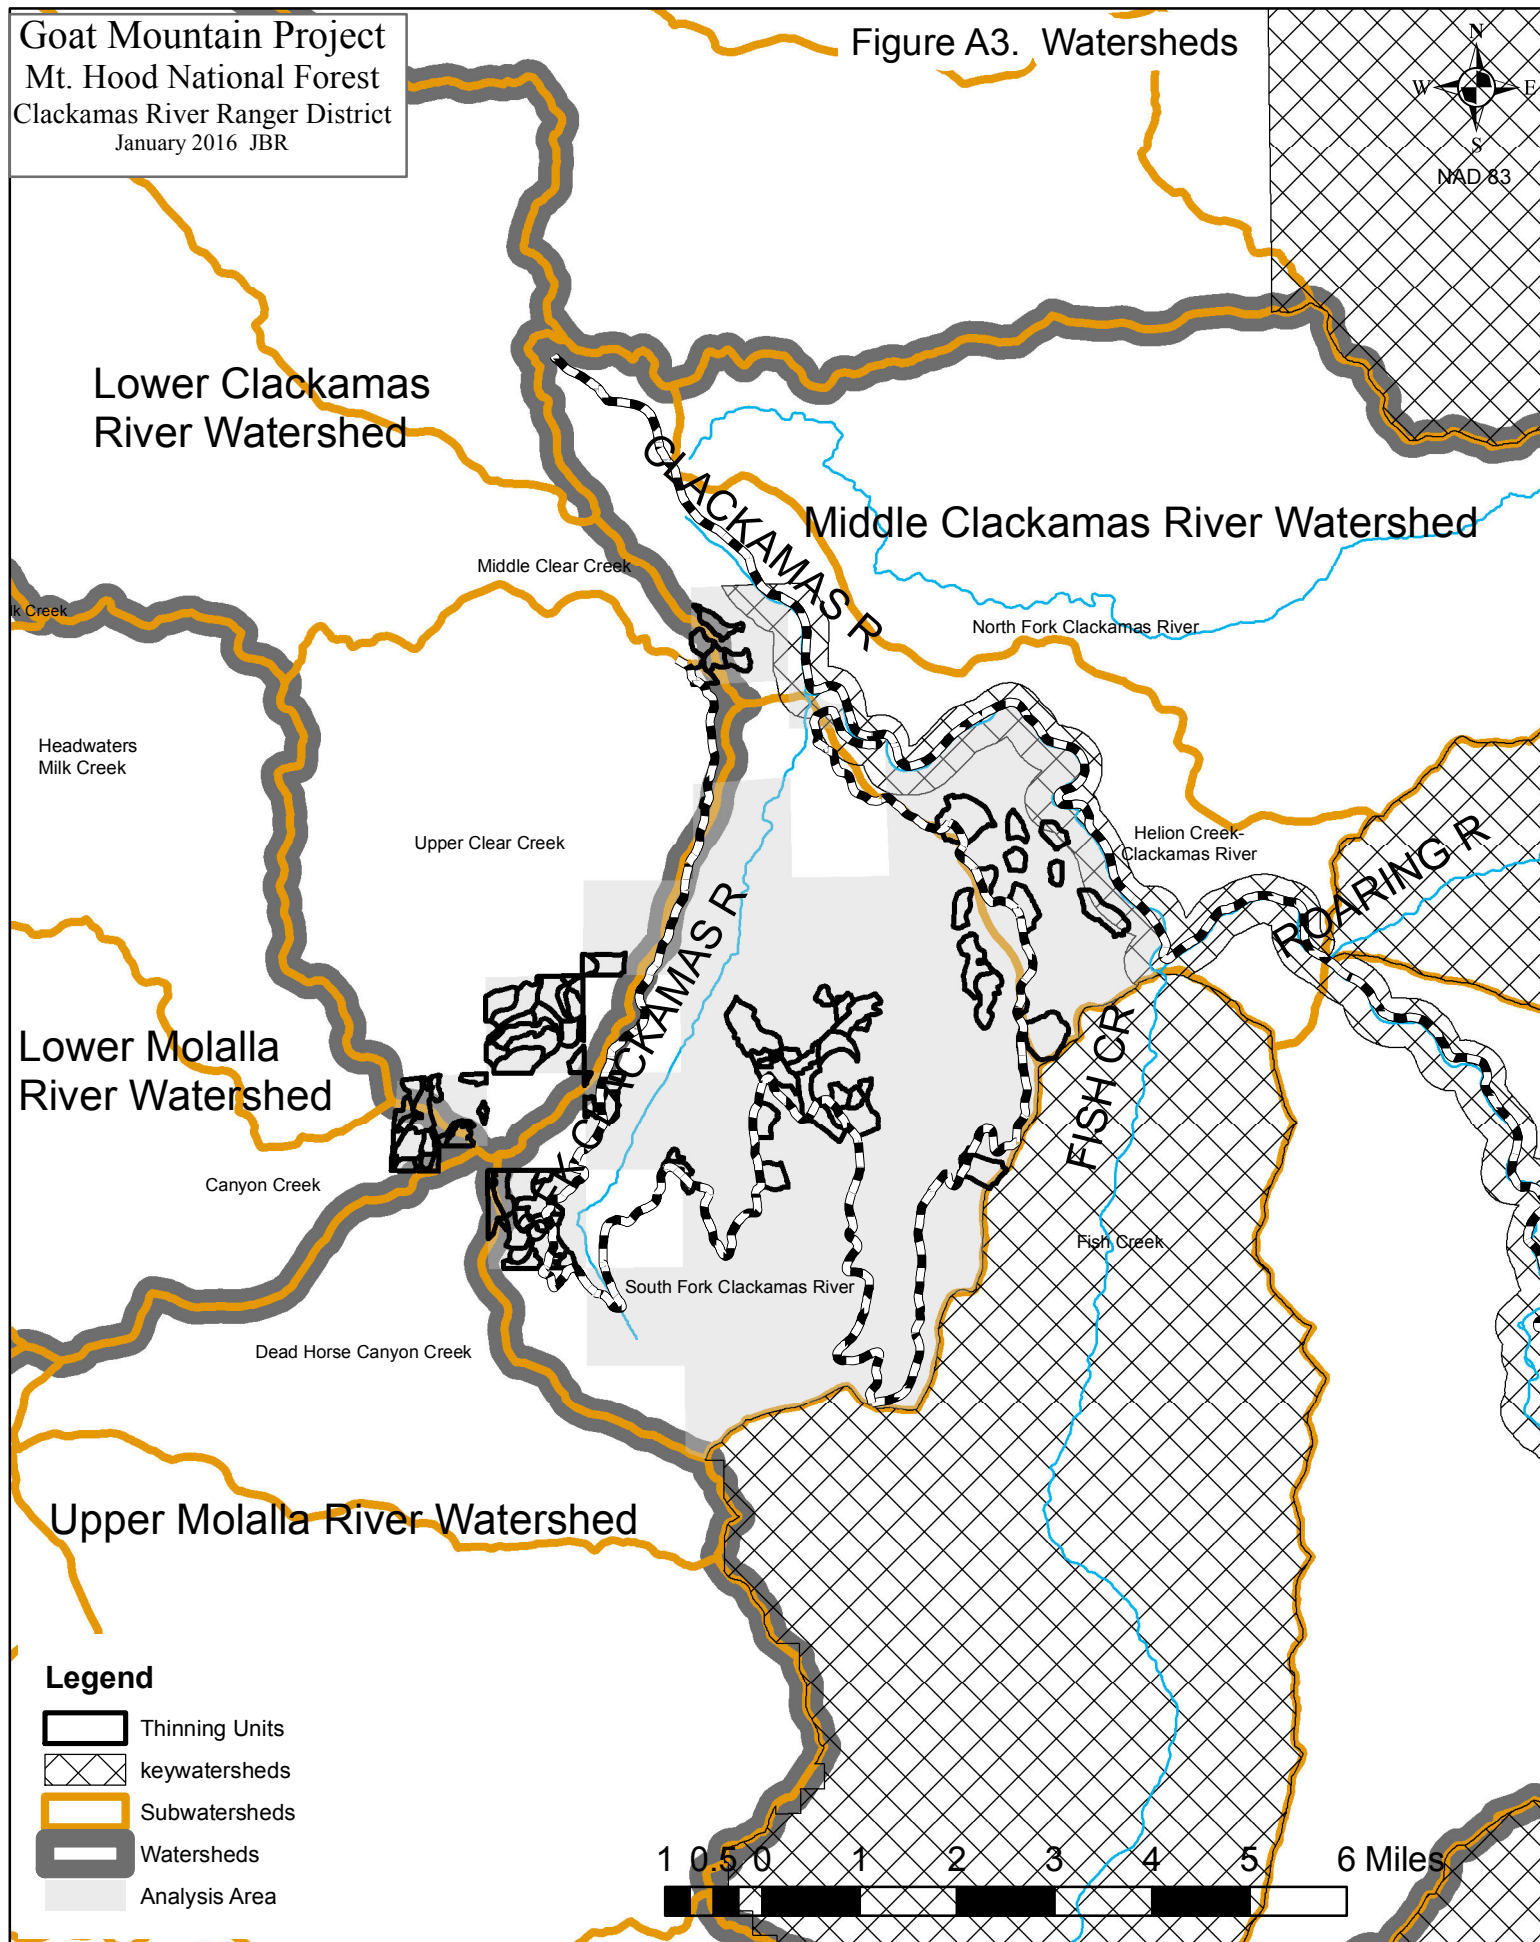 Goat Mountain Project
Mt. Hood National Forest
Clackamas River Ranger District
January 2016 JBR
Figure A3. Watersheds
N
W E
S
NAD 83
Lower Clackamas
River Watershed
CLACKAMAS R
Middle Clackamas River Watershed
Middle Clear Creek
lk Creek
North Fork Clackamas River
Headwaters
Milk Creek
Upper Clear Creek
Helion Creek-
Clackamas River
ROARING R
CLACKAMAS R
Lower Molalla
River Watershed
FISH CR
Canyon Creek
Fish Creek
South Fork Clackamas River
Dead Horse Canyon Creek
Upper Molalla River Watershed
Legend
Thinning Units
keywatersheds
Subwatersheds
Watersheds
Analysis Area
1 0.5 0 1 2 3 4 5 6 Miles